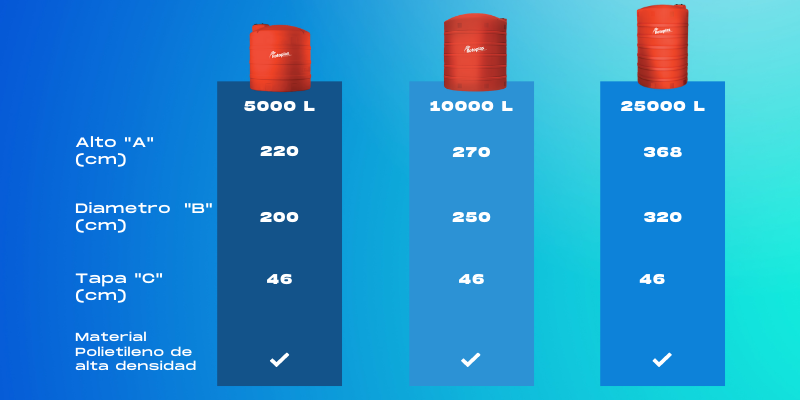 5000 L 10000 L 25000 L
Alto "A"
(cm)
220 270 368
Diametro "B"
(cm)
200 250 320
Tapa "C"
(cm)
46 46 46
Material
Polietileno de
alta densidad